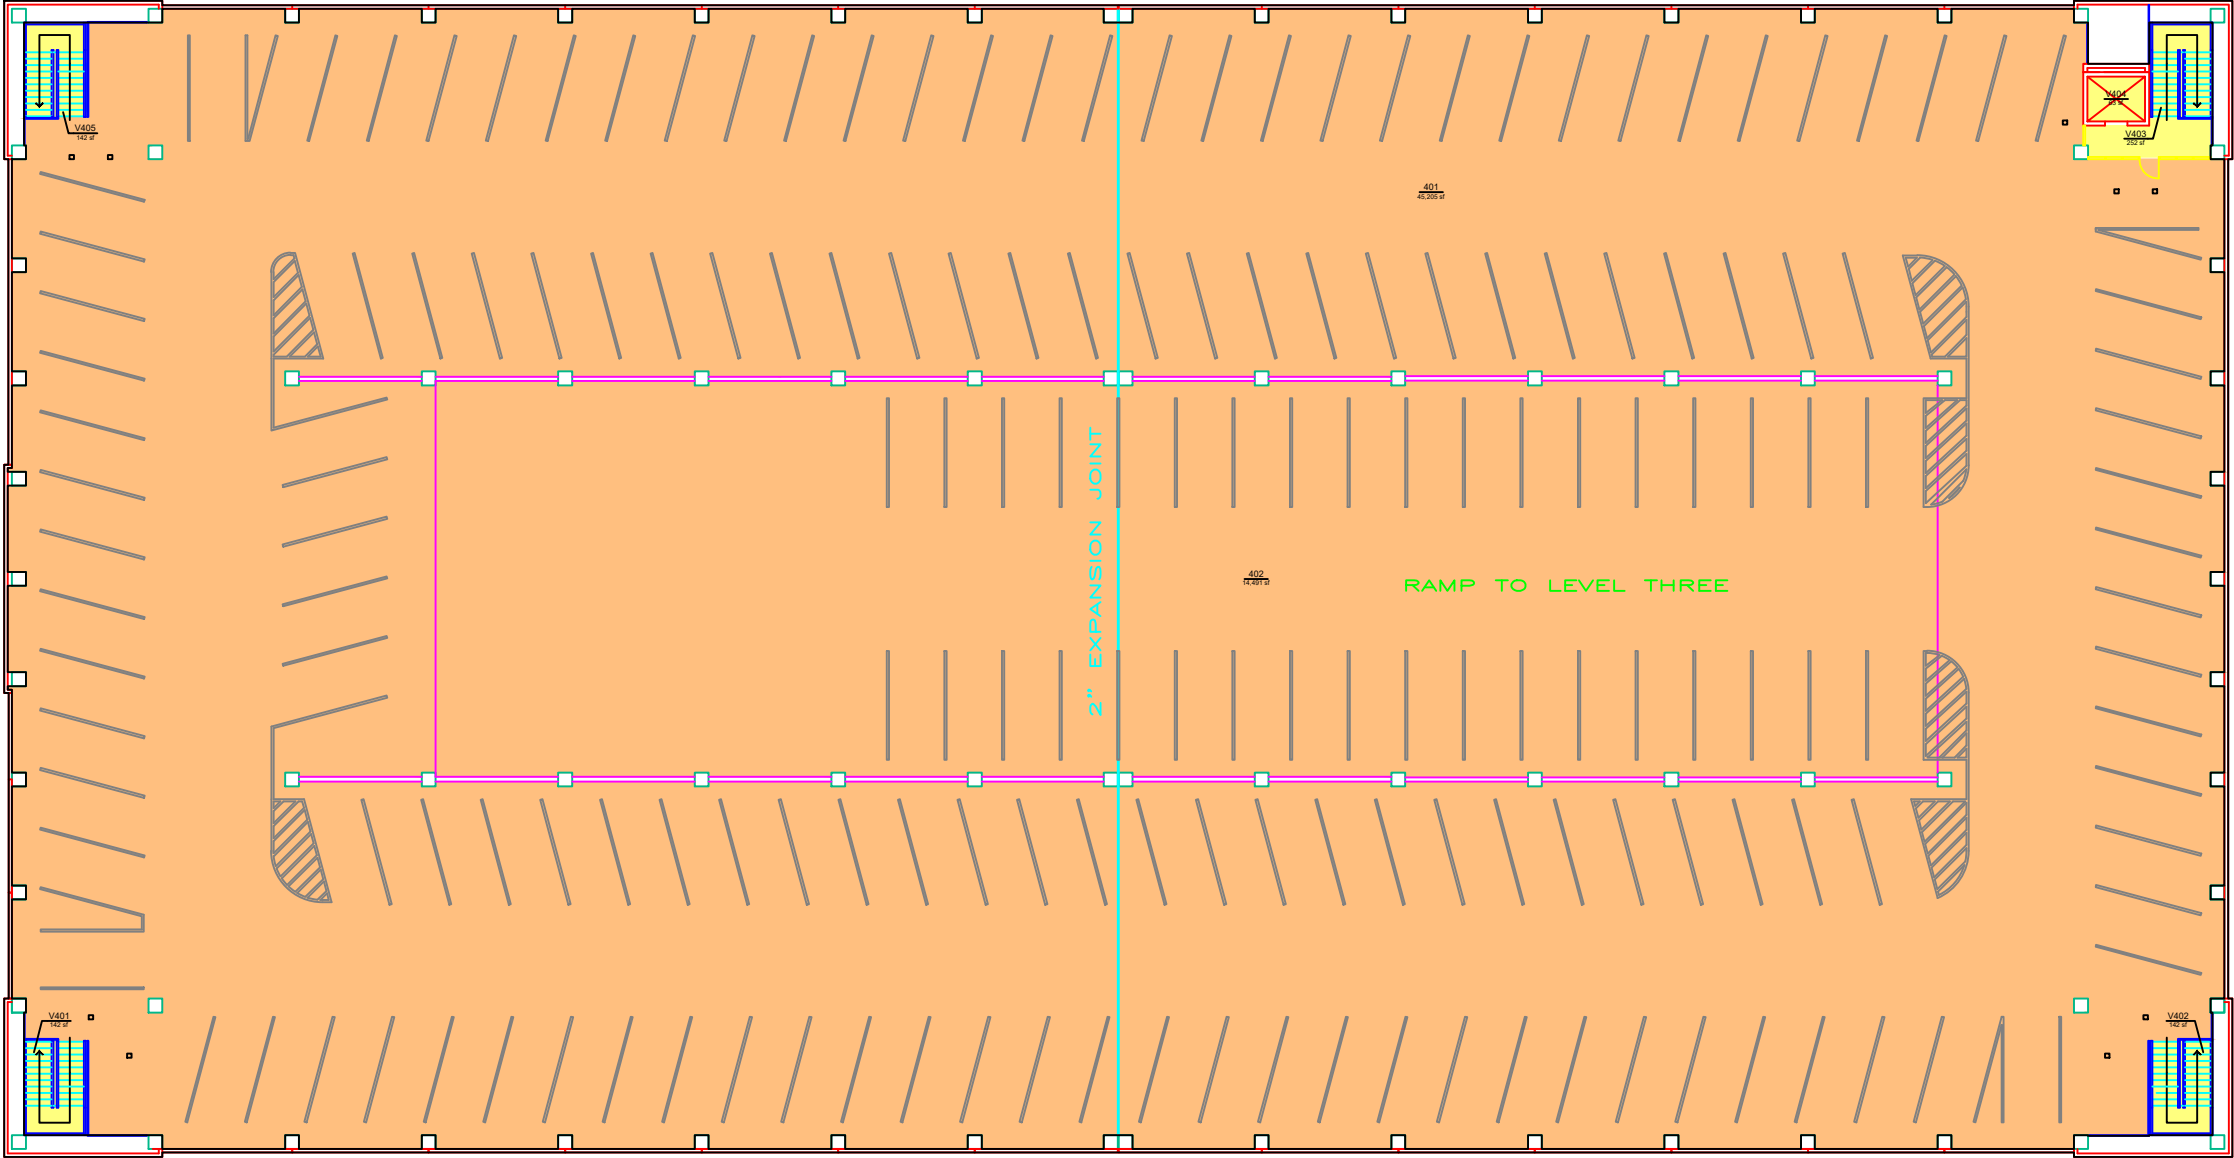 V405
142 sf
V404
V403
252 sf
401
45,205 sf
2" EXPANSION JOINT
402
14,491 sf
RAMP TO LEVEL THREE
V401
142 sf
V402
142 sf